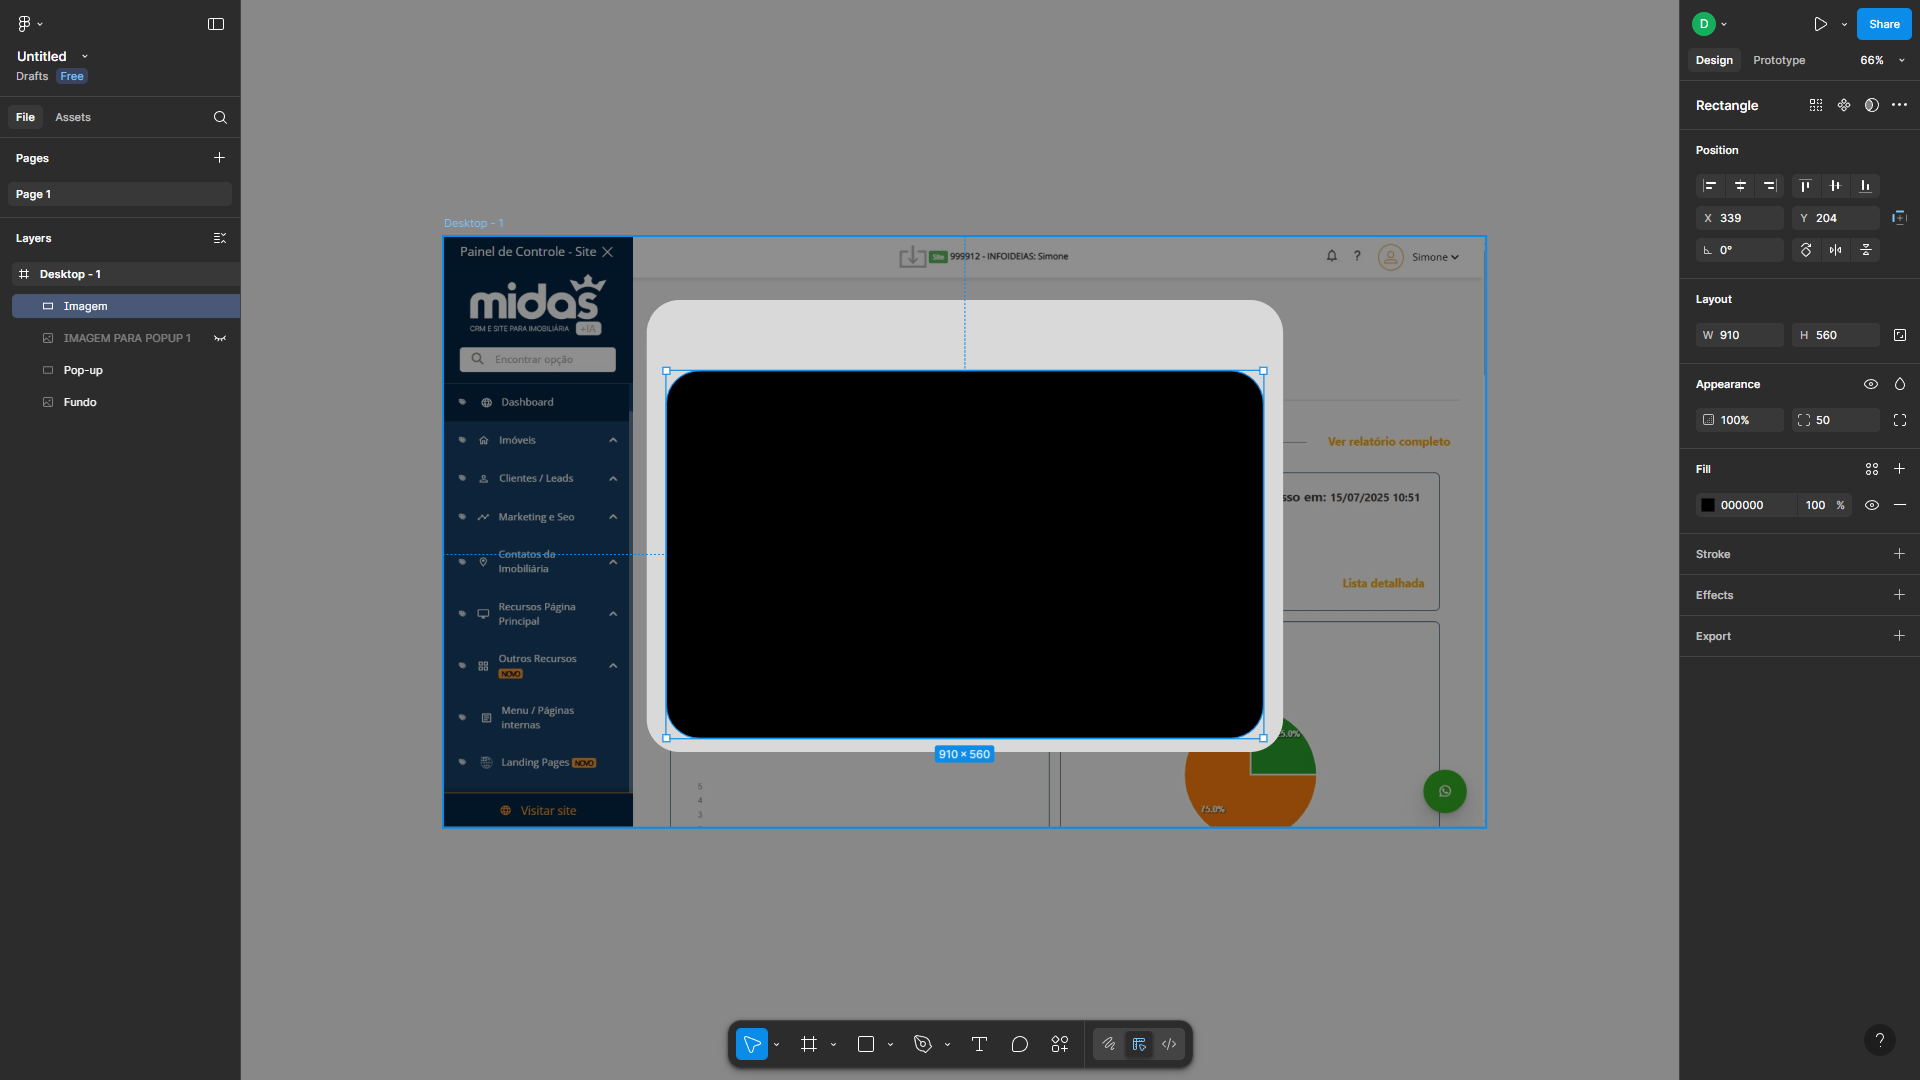 Untitled
Drafts Free
File Assets
Pages
Page 1
Layers
Desktop - 1
Imagem
IMAGEM PARA POPUP 1
Pop-up
Fundo
Desktop - 1
Painel de Controle - Site
midas
CRM E SITE PARA IMOBILIÁRIA +IA
Encontrar opção
Dashboard
Imóveis
Clientes / Leads
Marketing e Seo
Contatos da
Imobiliária
Recursos Página
Principal
Outros Recursos
NOVO
Menu / Páginas
internas
Landing Pages NOVO
Visitar site
Site 999912 - INFOIDEIAS: Simone
? Simone
Ver relatório completo
sso em: 15/07/2025 10:51
Lista detalhada
5
4
3
5.0%
75.0%
910 × 560
D
Share
Design Prototype 66%
Rectangle
Position
X 339 Y 204
0°
Layout
W 910 H 560
Appearance
100% 50
Fill
000000 100 %
Stroke
Effects
Export
?